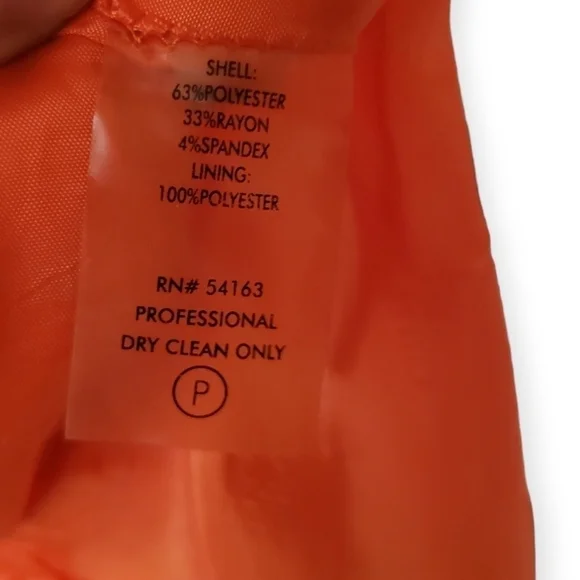 SHELL:
63%POLYESTER
33%RAYON
4%SPANDEX
LINING:
100%POLYESTER
RN# 54163
PROFESSIONAL
DRY CLEAN ONLY
P